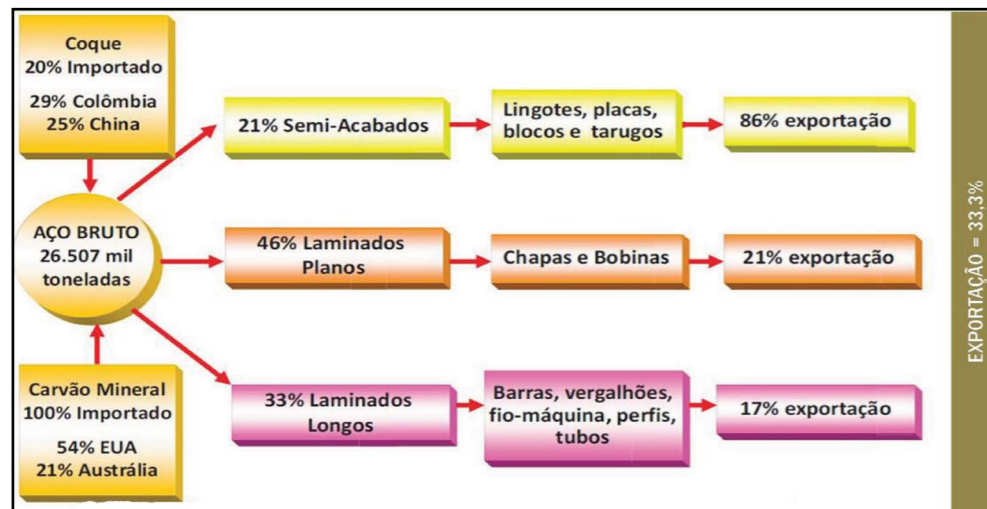 Coque
20% Importado
29% Colômbia
25% China
AÇO BRUTO
26.507 mil
toneladas
Carvão Mineral
100% Importado
54% EUA
21% Austrália
21% Semi-Acabados
Lingotes, placas,
blocos e tarugos
86% exportação
46% Laminados
Planos
Chapas e Bobinas
21% exportação
33% Laminados
Longos
Barras, vergalhões,
fio-máquina, perfis,
tubos
17% exportação
EXPORTAÇÃO = 33,3%